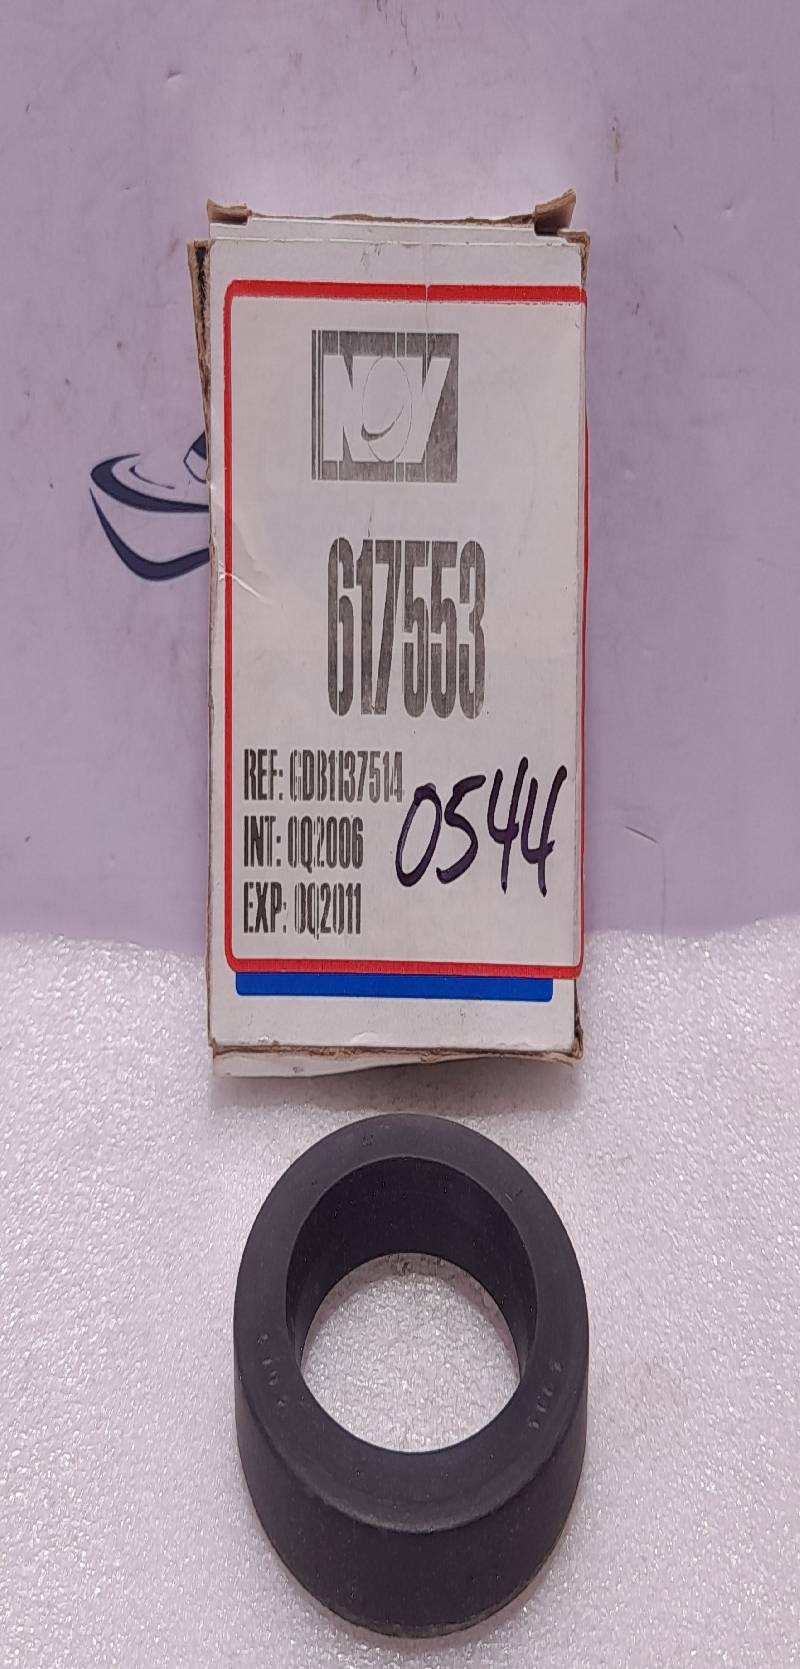 NOV
617553
REF: GDB1137514
INT: 0Q2006
EXP: 0Q2011
0544